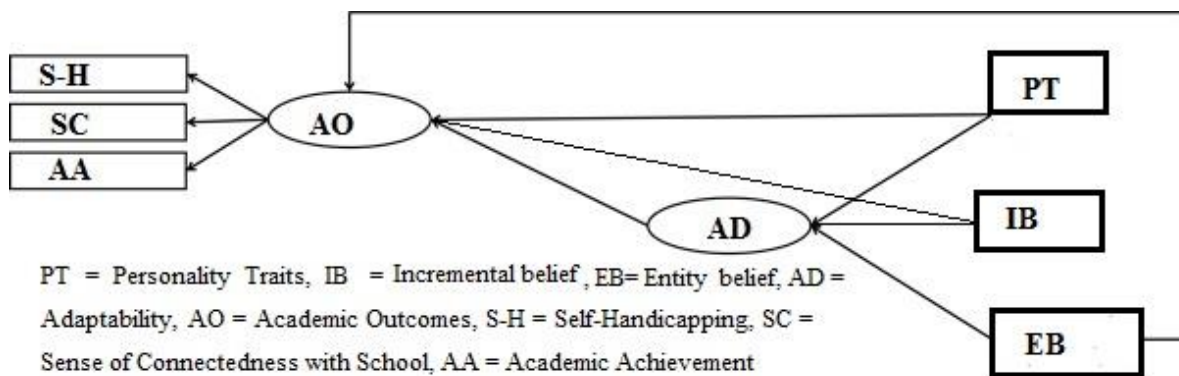 S-H
PT
SC
AO
AA
IB
AD
PT = Personality Traits, IB = Incremental belief , EB= Entity belief, AD =
Adaptability, AO = Academic Outcomes, S-H = Self-Handicapping, SC =
EB
Sense of Connectedness with School, AA = Academic Achievement